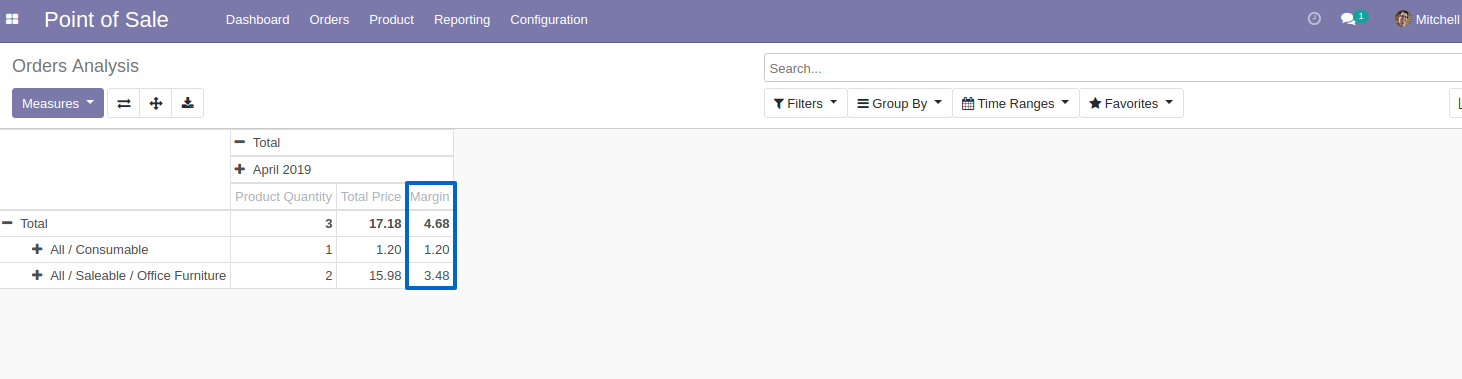 Point of Sale Dashboard Orders Product Reporting Configuration 1 Mitchell
Orders Analysis
Search...
Measures Filters Group By Time Ranges Favorites
Total
April 2019
Product Quantity Total Price Margin
Total 3 17.18 4.68
All / Consumable 1 1.20 1.20
All / Saleable / Office Furniture 2 15.98 3.48